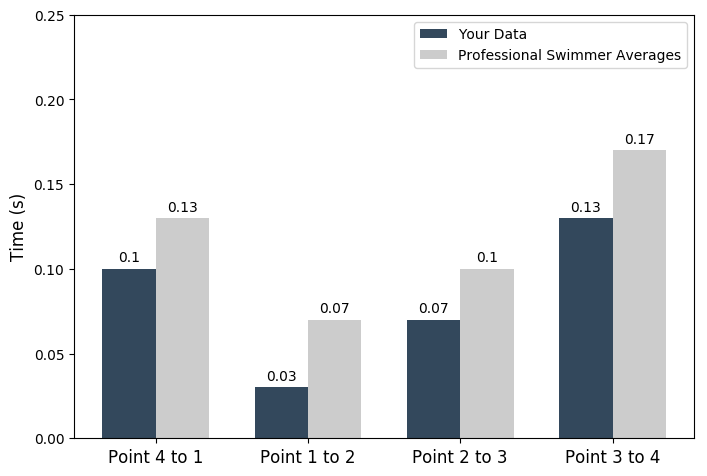 0.25
0.20
0.15
0.10
0.05
0.00
Time (s)
Your Data
Professional Swimmer Averages
0.1
0.13
0.03
0.07
0.07
0.1
0.13
0.17
Point 4 to 1
Point 1 to 2
Point 2 to 3
Point 3 to 4